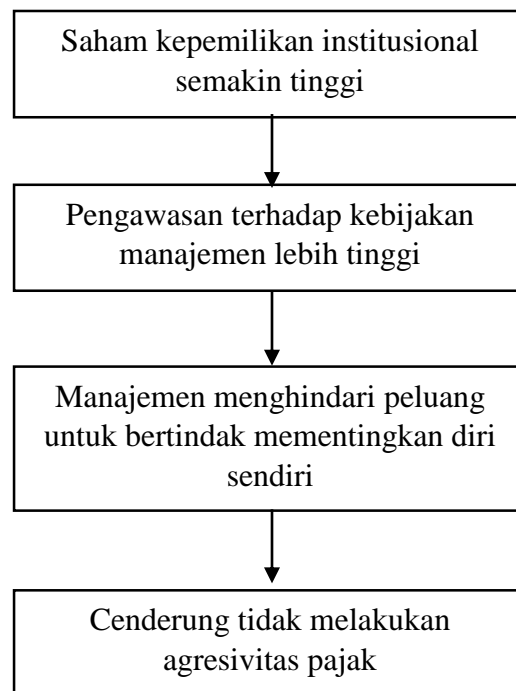 Saham kepemilikan institusional
semakin tinggi
Pengawasan terhadap kebijakan
manajemen lebih tinggi
Manajemen menghindari peluang
untuk bertindak mementingkan diri
sendiri
Cenderung tidak melakukan
agresivitas pajak